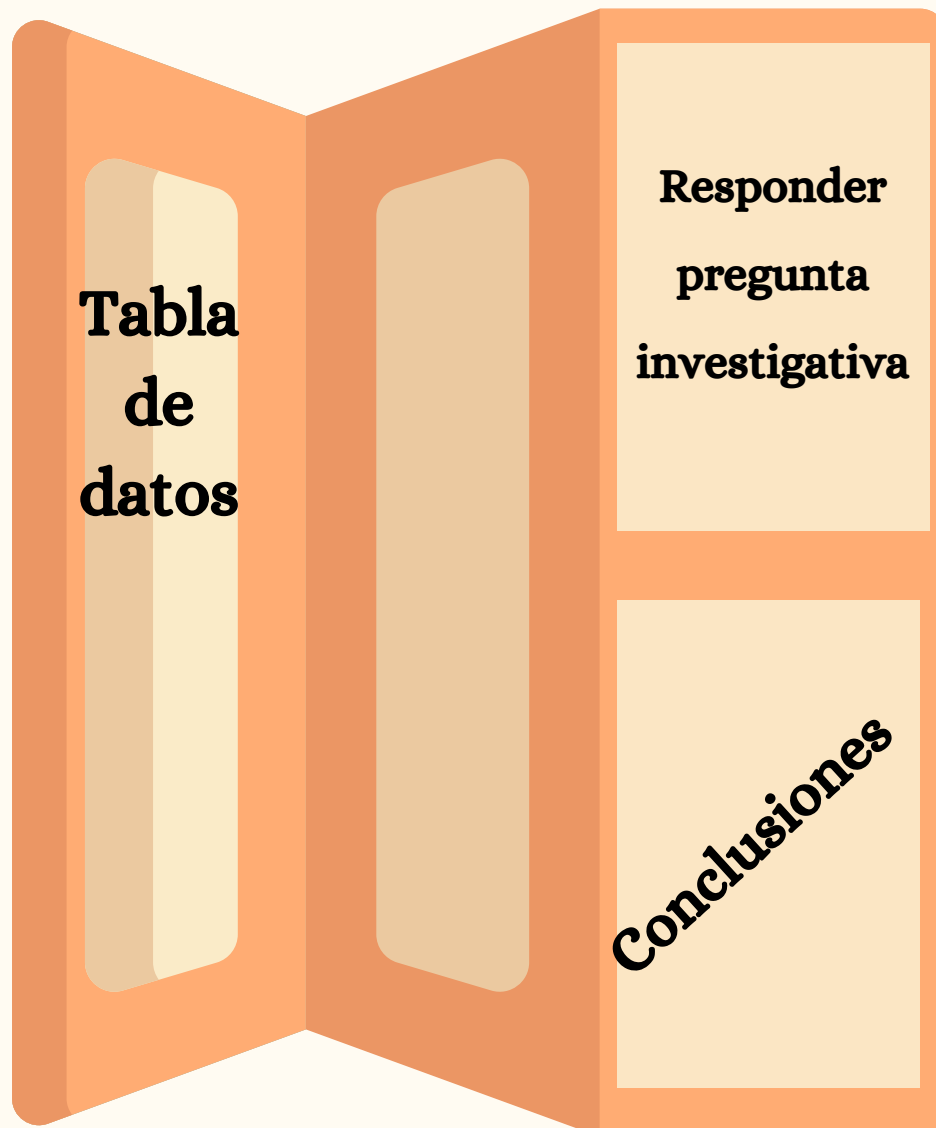 Tabla
de
datos
Responder
pregunta
investigativa
Conclusiones